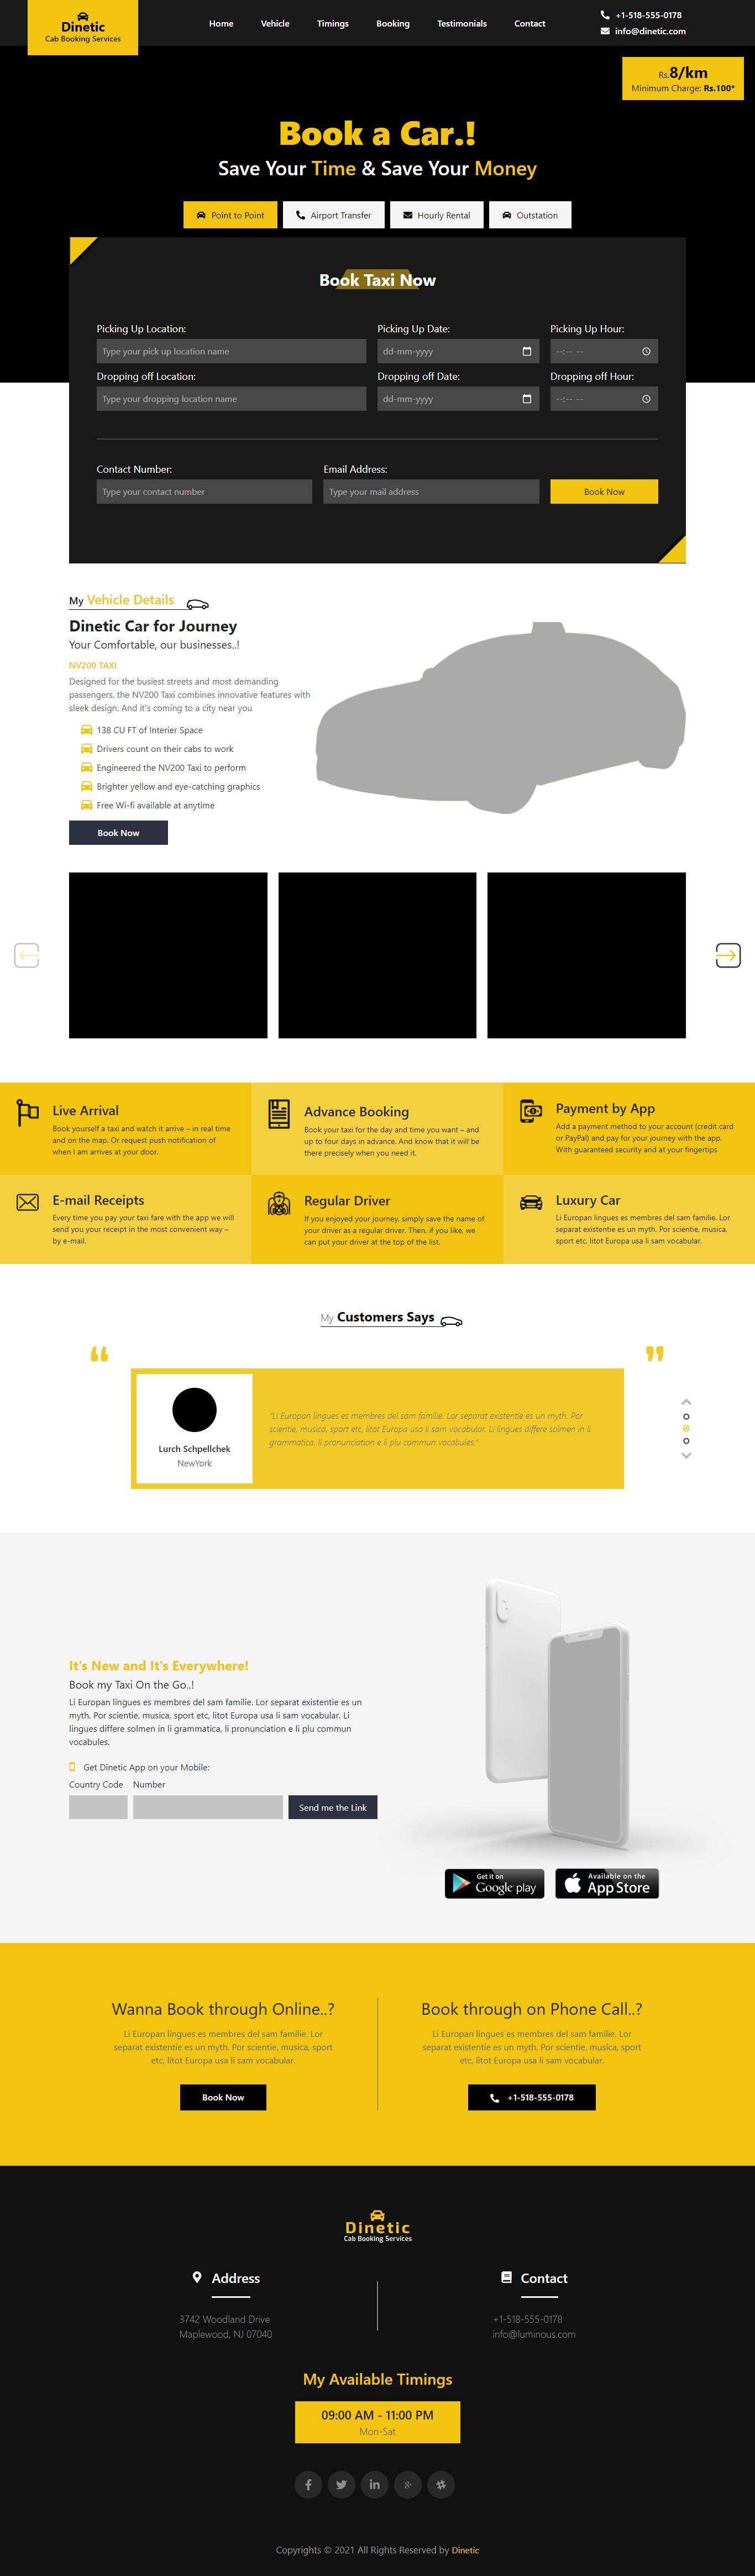 Dinetic
Cab Booking Services
Home Vehicle Timings Booking Testimonials Contact
+1-518-555-0178
info@dinetic.com
Rs.8/km
Minimum Charge: Rs.100*
Book a Car.!
Save Your Time & Save Your Money
Point to Point Airport Transfer Hourly Rental Outstation
Book Taxi Now
Picking Up Location: Picking Up Date: Picking Up Hour:
Type your pick up location name dd-mm-yyyy --:-- --
Dropping off Location: Dropping off Date: Dropping off Hour:
Type your dropping location name dd-mm-yyyy --:-- --
Contact Number: Email Address:
Type your contact number Type your mail address Book Now
My Vehicle Details
Dinetic Car for Journey
Your Comfortable, our businesses..!
NV200 TAXI
Designed for the busiest streets and most demanding
passengers, the NV200 Taxi combines innovative features with
sleek design. And it's coming to a city near you
138 CU FT of Interier Space
Drivers count on their cabs to work
Engineered the NV200 Taxi to perform
Brighter yellow and eye-catching graphics
Free Wi-fi available at anytime
Book Now
Live Arrival
Book yourself a taxi and watch it arrive – in real time
and on the map. Or request push notification of
when I am arrives at your door.
Advance Booking
Book your taxi for the day and time you want – and
up to four days in advance. And know that it will be
there precisely when you need it.
Payment by App
Add a payment method to your account (credit card
or PayPal) and pay for your journey with the app.
With guaranteed security and at your fingertips
E-mail Receipts
Every time you pay your taxi fare with the app we will
send you your receipt in the most convenient way –
by e-mail.
Regular Driver
If you enjoyed your journey, simply save the name of
your driver as a regular driver. Then, if you like, we
can put your driver at the top of the list.
Luxury Car
Li Europan lingues es membres del sam familie. Lor
separat existentie es un myth. Por scientie, musica,
sport etc, litot Europa usa li sam vocabular.
My Customers Says
“ ”
Lurch Schpellchek
NewYork
"Li Europan lingues es membres del sam familie. Lor separat existentie es un myth. Por
scientie, musica, sport etc, litot Europa usa li sam vocabular. Li lingues differe solmen in li
grammatica, li pronunciation e li plu commun vocabules."
It's New and It's Everywhere!
Book my Taxi On the Go..!
Li Europan lingues es membres del sam familie. Lor separat existentie es un
myth. Por scientie, musica, sport etc, litot Europa usa li sam vocabular. Li
lingues differe solmen in li grammatica, li pronunciation e li plu commun
vocabules.
Get Dinetic App on your Mobile:
Country Code Number
Send me the Link
Get it on
Google play
Available on the
App Store
Wanna Book through Online..?
Li Europan lingues es membres del sam familie. Lor
separat existentie es un myth. Por scientie, musica, sport
etc, litot Europa usa li sam vocabular.
Book Now
Book through on Phone Call..?
Li Europan lingues es membres del sam familie. Lor
separat existentie es un myth. Por scientie, musica, sport
etc, litot Europa usa li sam vocabular.
+1-518-555-0178
Dinetic
Cab Booking Services
Address
3742 Woodland Drive
Maplewood, NJ 07040
Contact
+1-518-555-0178
info@luminous.com
My Available Timings
09:00 AM - 11:00 PM
Mon-Sat
Copyrights © 2021 All Rights Reserved by Dinetic